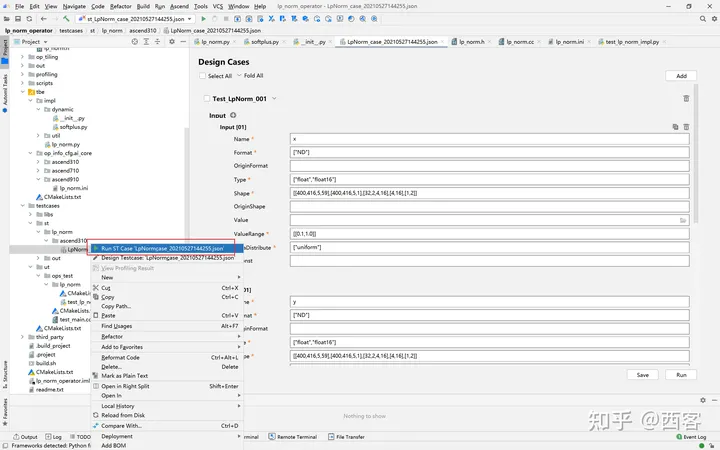 File Edit View Navigate Code Refactor Build Run Ascend Tools VCS Window Help lp_norm_operator
st_LpNorm_case_20210527144255.json
lp_norm_operator testcases st lp_norm ascend310 LpNorm_case_20210527144255.json
Project
lp_norm.py softplus.py __init__.py LpNorm_case_20210527144255.json lp_norm.h lp_norm.cc lp_norm.ini test_lp_norm_impl.py
op_tiling
out
profiling
scripts
tbe
impl
dynamic
__init__.py
softplus.py
util
lp_norm.py
op_info_cfg.ai_core
ascend310
ascend710
ascend910
lp_norm.ini
CMakeLists.txt
testcases
libs
st
lp_norm
ascend310
LpNorm
out
ut
ops_test
lp_norm
CMake
test_lp_n
CMakeLists.
test_main.cc
CMakeLists.txt
third_party
.build_project
.project
build.sh
CMakeLists.txt
lp_norm_operator.iml
readme.txt
Run ST Case 'LpNorm_case_20210527144255.json'
Design Testcase: 'LpNorm_case_20210527144255.json'
View Profiling Result
New
Cut Ctrl+X
Copy Ctrl+C
Copy Path...
Paste Ctrl+V
Find Usages Alt+F7
Refactor
Add to Favorites
Reformat Code Ctrl+Alt+L
Delete... Delete
Mark as Plain Text
Open in Right Split Shift+Enter
Open In
Local History
Reload from Disk
Compare With... Ctrl+D
Deployment
Add BOM
Design Cases
Select All Fold All
Add
Test_LpNorm_001
Input
Input [01]
Name * x
Format * ["ND"]
OriginFormat
Type * ["float","float16"]
Shape * [[400,416,5,59],[400,416,5,1],[32,2,4,16],[4,16],[1,2]]
OriginShape
Value
ValueRange * [[0.1,1.0]]
Distribute * ["uniform"]
nst
01]
e * y
at * ["ND"]
nFormat
* ["float","float16"]
pe * [[400,416,5,59],[400,416,5,1],[32,2,4,16],[4,16],[1,2]]
Save Run
Nothing to show
Project
Automl Tasks
Structure
Favorites
Output Log TODO
minal Remote Terminal File Transfer
Event Log
Frameworks detected: Python fr
知乎 @西客